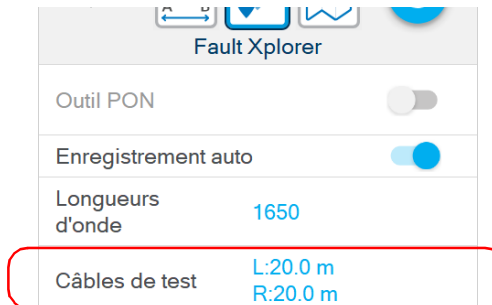 A B
Fault Xplorer
Outil PON
Enregistrement auto
Longueurs
d'onde
1650
Câbles de test
L:20.0 m
R:20.0 m